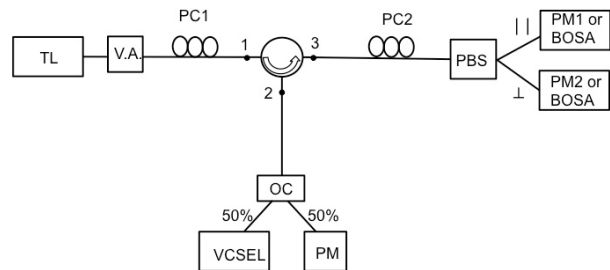 PC1
PC2
TL
V.A.
1
3
2
PBS
||
PM1 or
BOSA
⊥
PM2 or
BOSA
OC
50%
50%
VCSEL
PM